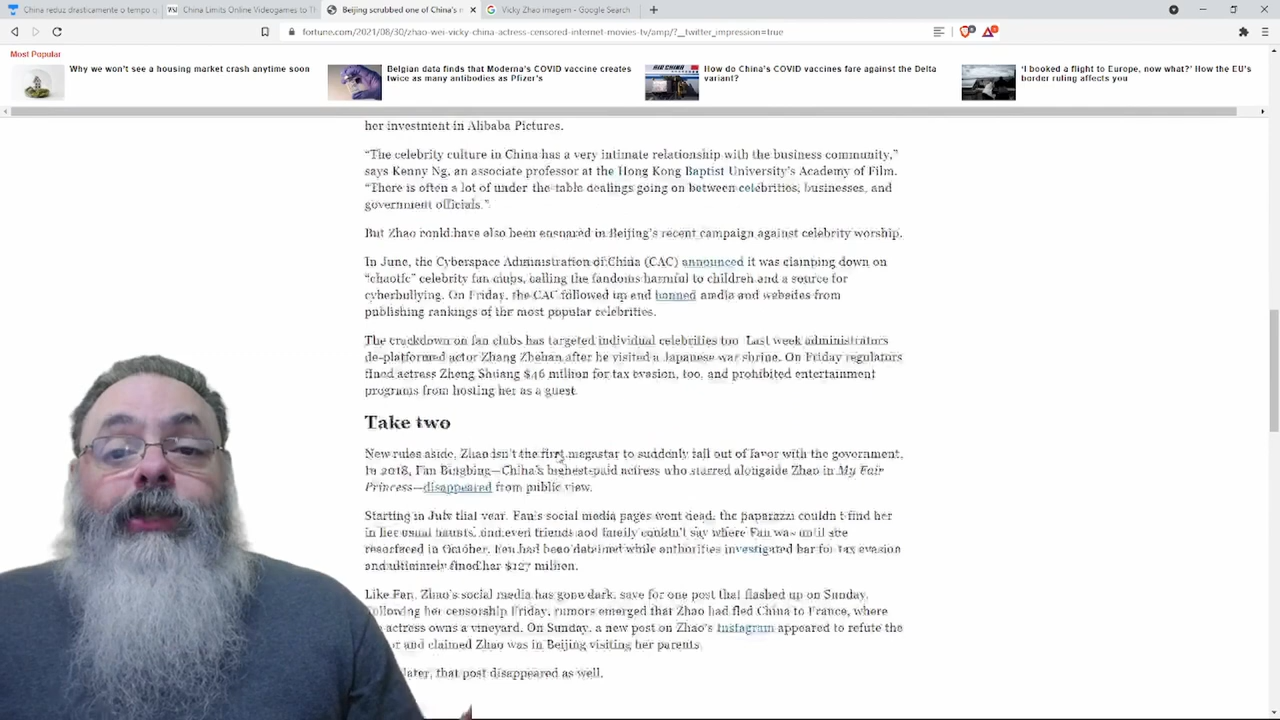 China reduz drasticamente o tempo q
China Limits Online Videogames to Th
Beijing scrubbed one of China's m
Vicky Zhao imagem - Google Search
fortune.com/2021/08/30/zhao-wei-vicky-china-actress-censored-internet-movies-tv/amp/?__twitter_impression=true
Most Popular
Why we won't see a housing market crash anytime soon
Belgian data finds that Moderna's COVID vaccine creates
twice as many antibodies as Pfizer's
How do China's COVID vaccines fare against the Delta
variant?
'I booked a flight to Europe, now what?' How the EU's
border ruling affects you
her investment in Alibaba Pictures.
“The celebrity culture in China has a very intimate relationship with the business community,”
says Kenny Ng, an associate professor at the Hong Kong Baptist University's Academy of Film.
“There is often a lot of under the table dealings going on between celebrities, businesses, and
government officials.”
But Zhao could have also been ensnared in Beijing's recent campaign against celebrity worship.
In June, the Cyberspace Administration of China (CAC) announced it was clamping down on
“chaotic” celebrity fan clubs, calling the fandoms harmful to children and a source for
cyberbullying. On Friday, the CAC followed up and banned media and websites from
publishing rankings of the most popular celebrities.
The crackdown on fan clubs has targeted individual celebrities too. Last week administrators
de-platformed actor Zhang Zhehan after he visited a Japanese war shrine. On Friday regulators
fined actress Zheng Shuang $46 million for tax evasion, too, and prohibited entertainment
programs from hosting her as a guest.
Take two
New rules aside, Zhao isn't the first megastar to suddenly fall out of favor with the government.
In 2018, Fan Bingbing—China's highest-paid actress who starred alongside Zhao in My Fair
Princess—disappeared from public view.
Starting in July that year, Fan's social media pages went dead, the paparazzi couldn't find her
in her usual haunts, and even friends and family couldn't say where Fan was until she
resurfaced in October. Fan had been detained while authorities investigated her for tax evasion
and ultimately fined her $127 million.
Like Fan, Zhao's social media has gone dark, save for one post that flashed up on Sunday.
Following her censorship Friday, rumors emerged that Zhao had fled China to France, where
actress owns a vineyard. On Sunday, a new post on Zhao's Instagram appeared to refute the
or and claimed Zhao was in Beijing visiting her parents.
later, that post disappeared as well.